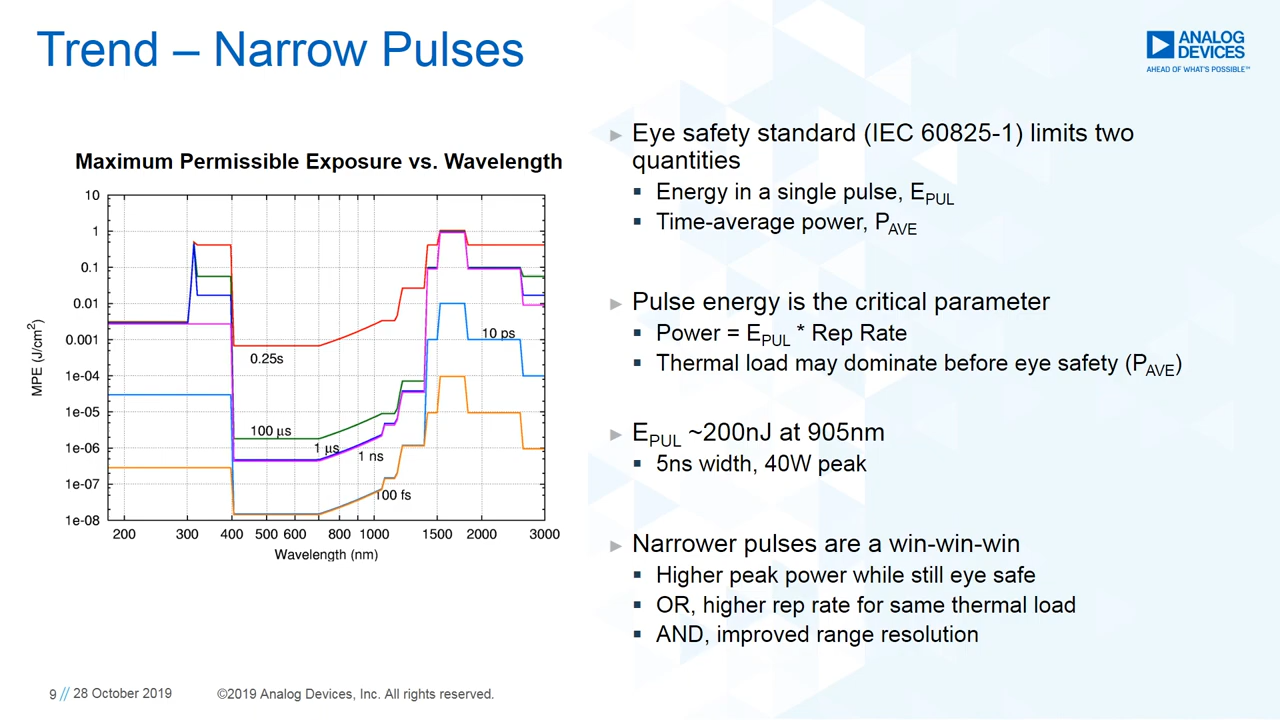 Trend – Narrow Pulses
ANALOG
DEVICES
AHEAD OF WHAT'S POSSIBLE™
Maximum Permissible Exposure vs. Wavelength
10
1
0.1
0.01
0.001
1e-04
1e-05
1e-06
1e-07
1e-08
MPE (J/cm²)
0.25s
100 µs
1 µs
1 ns
100 fs
10 ps
200
300
400
500
600
800
1000
1500
2000
3000
Wavelength (nm)
Eye safety standard (IEC 60825-1) limits two
quantities
Energy in a single pulse, EPUL
Time-average power, PAVE
Pulse energy is the critical parameter
Power = EPUL * Rep Rate
Thermal load may dominate before eye safety (PAVE)
EPUL ~200nJ at 905nm
5ns width, 40W peak
Narrower pulses are a win-win-win
Higher peak power while still eye safe
OR, higher rep rate for same thermal load
AND, improved range resolution
9 // 28 October 2019
©2019 Analog Devices, Inc. All rights reserved.